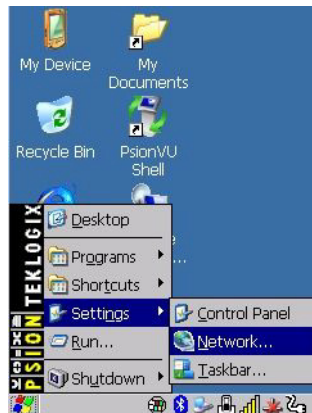 My Device
My
Documents
Recycle Bin
PsionVU
Shell
PSION TEKLOGIX
Desktop
Programs
Shortcuts
Settings
Run...
Shutdown
Control Panel
Network...
Taskbar...